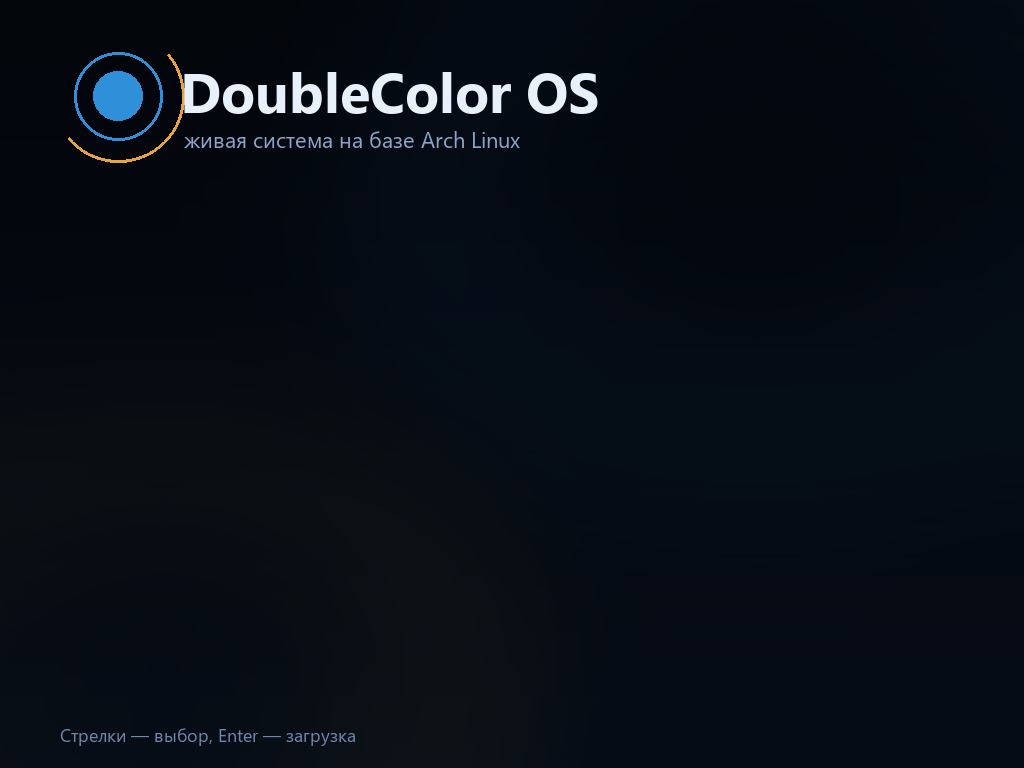 DoubleColor OS
живая система на базе Arch Linux
Стрелки — выбор, Enter — загрузка